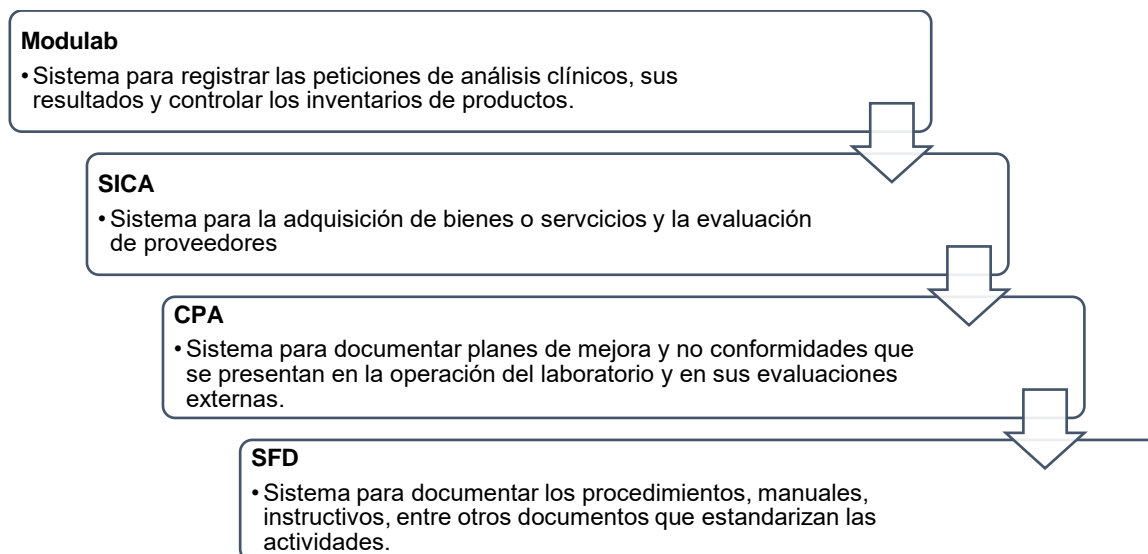 Modulab
• Sistema para registrar las peticiones de análisis clínicos, sus
resultados y controlar los inventarios de productos.
SICA
• Sistema para la adquisición de bienes o servcicios y la evaluación
de proveedores
CPA
• Sistema para documentar planes de mejora y no conformidades que
se presentan en la operación del laboratorio y en sus evaluaciones
externas.
SFD
• Sistema para documentar los procedimientos, manuales,
instructivos, entre otros documentos que estandarizan las
actividades.